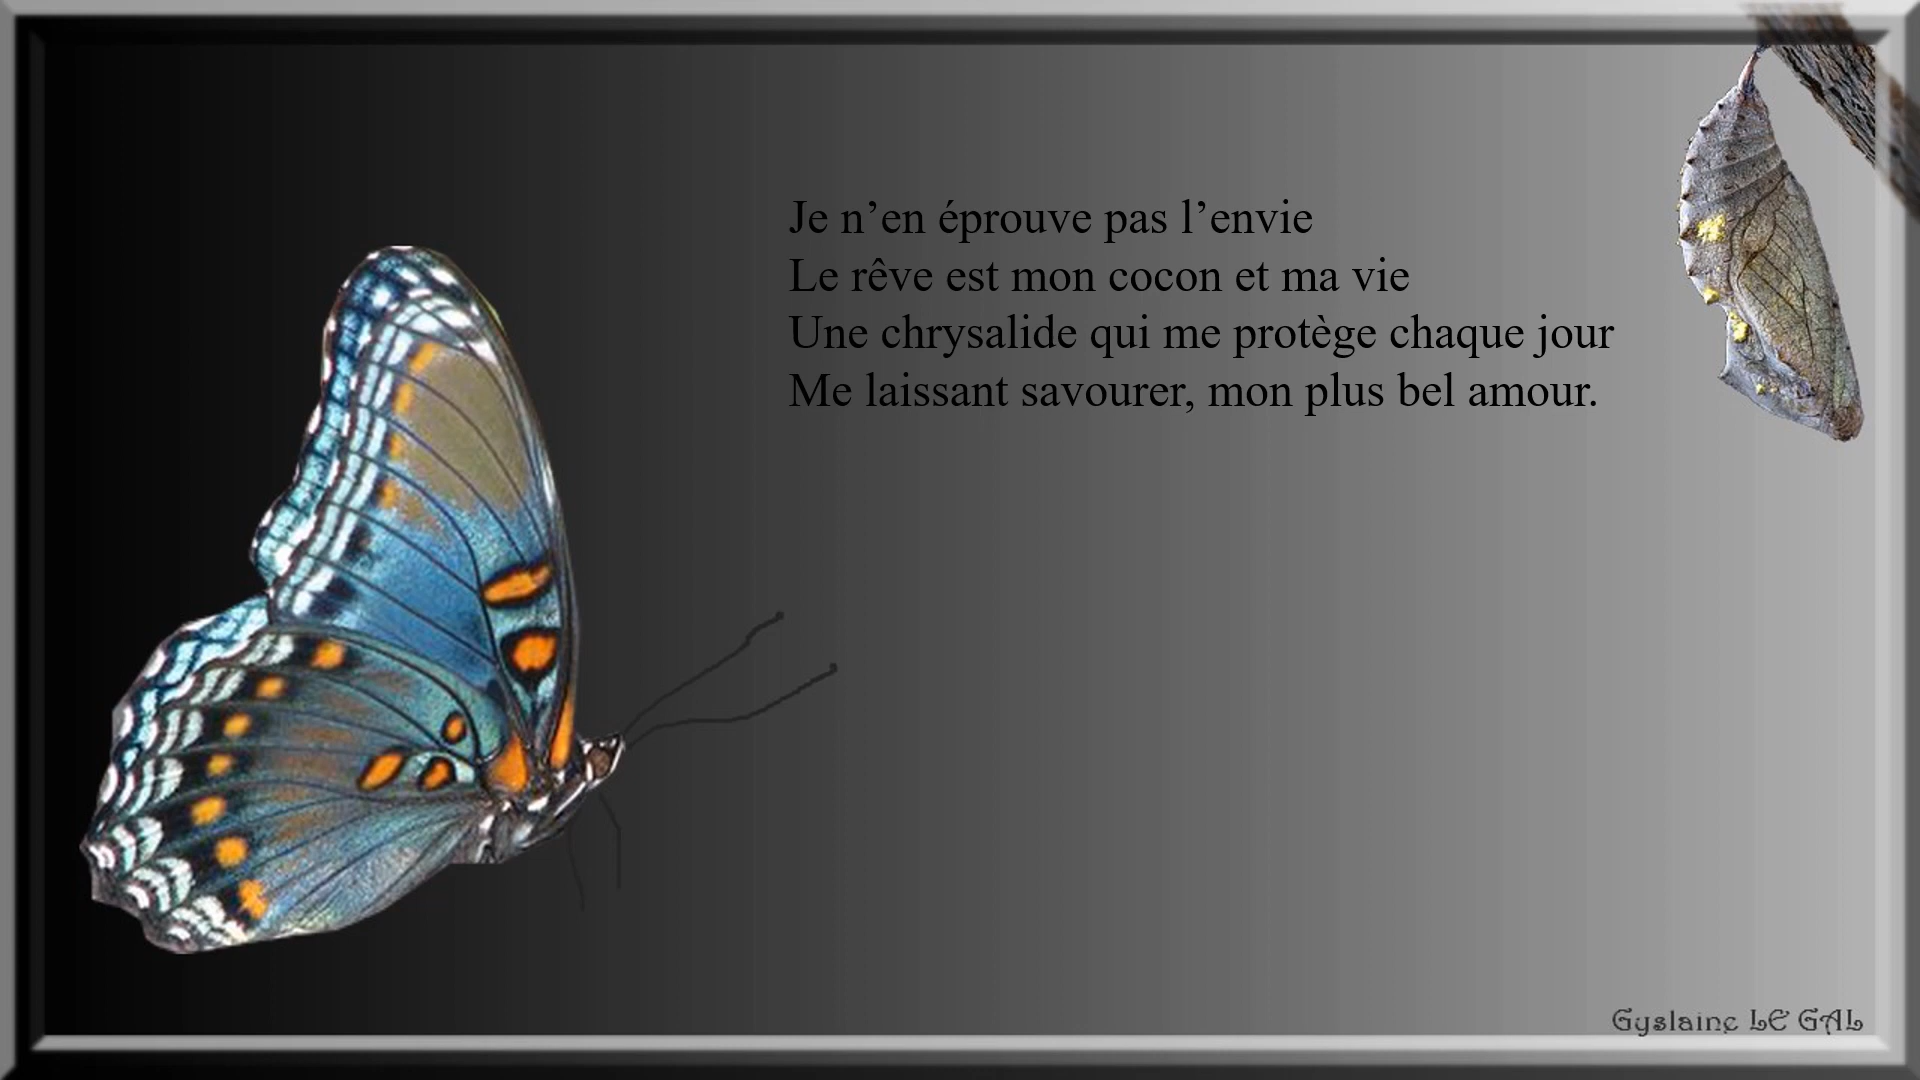 Je n’en éprouve pas l’envie
Le rêve est mon cocon et ma vie
Une chrysalide qui me protège chaque jour
Me laissant savourer, mon plus bel amour.
Gyslaine LE GAL